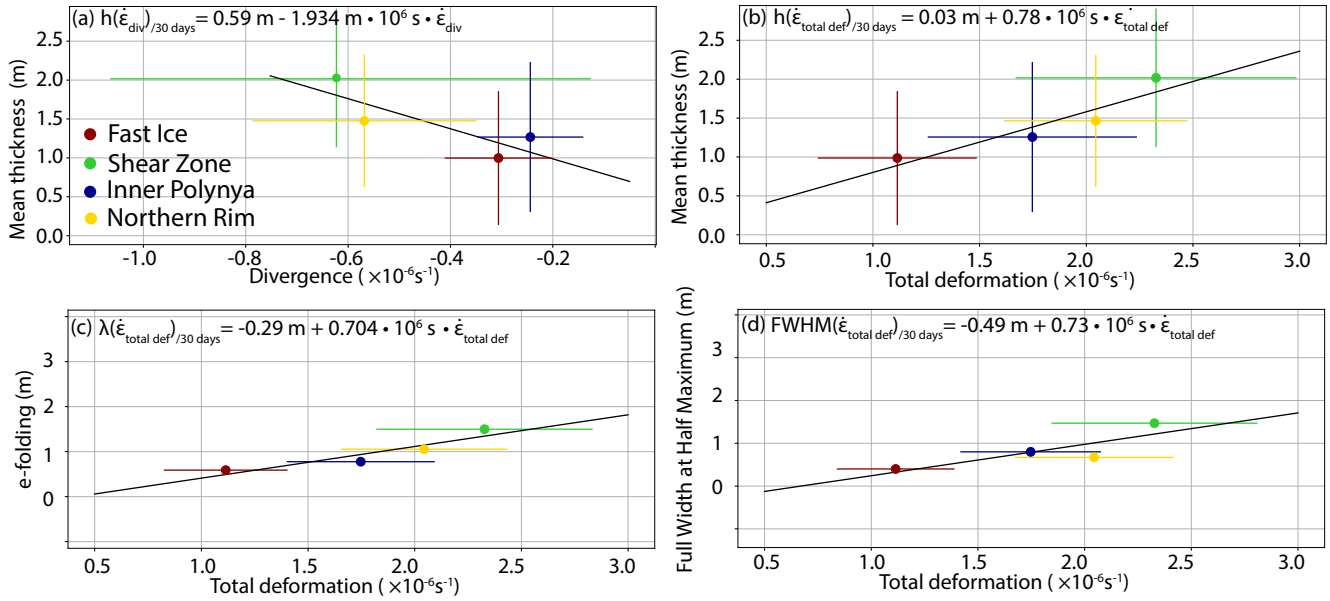 (a) h(ε̇div)/30 days = 0.59 m - 1.934 m • 10⁶ s • ε̇div
Mean thickness (m)
2.5
2.0
1.5
1.0
0.5
0.0
Fast Ice
Shear Zone
Inner Polynya
Northern Rim
-1.0
-0.6
-0.4
-0.2
Divergence ( ×10⁻⁶s⁻¹)
(b) h(ε̇total def)/30 days = 0.03 m + 0.78 • 10⁶ s • ε̇total def
Mean thickness (m)
2.5
2.0
1.5
1.0
0.5
0.0
0.5
1.0
1.5
2.0
2.5
3.0
Total deformation ( ×10⁻⁶s⁻¹)
(c) λ(ε̇total def)/30 days = -0.29 m + 0.704 • 10⁶ s • ε̇total def
e-folding (m)
3
2
1
0
0.5
1.0
1.5
2.0
2.5
3.0
Total deformation ( ×10⁻⁶s⁻¹)
(d) FWHM(ε̇total def)/30 days = -0.49 m + 0.73 • 10⁶ s • ε̇total def
Full Width at Half Maximum (m)
3
2
1
0
0.5
1.0
1.5
2.0
2.5
3.0
Total deformation ( ×10⁻⁶s⁻¹)